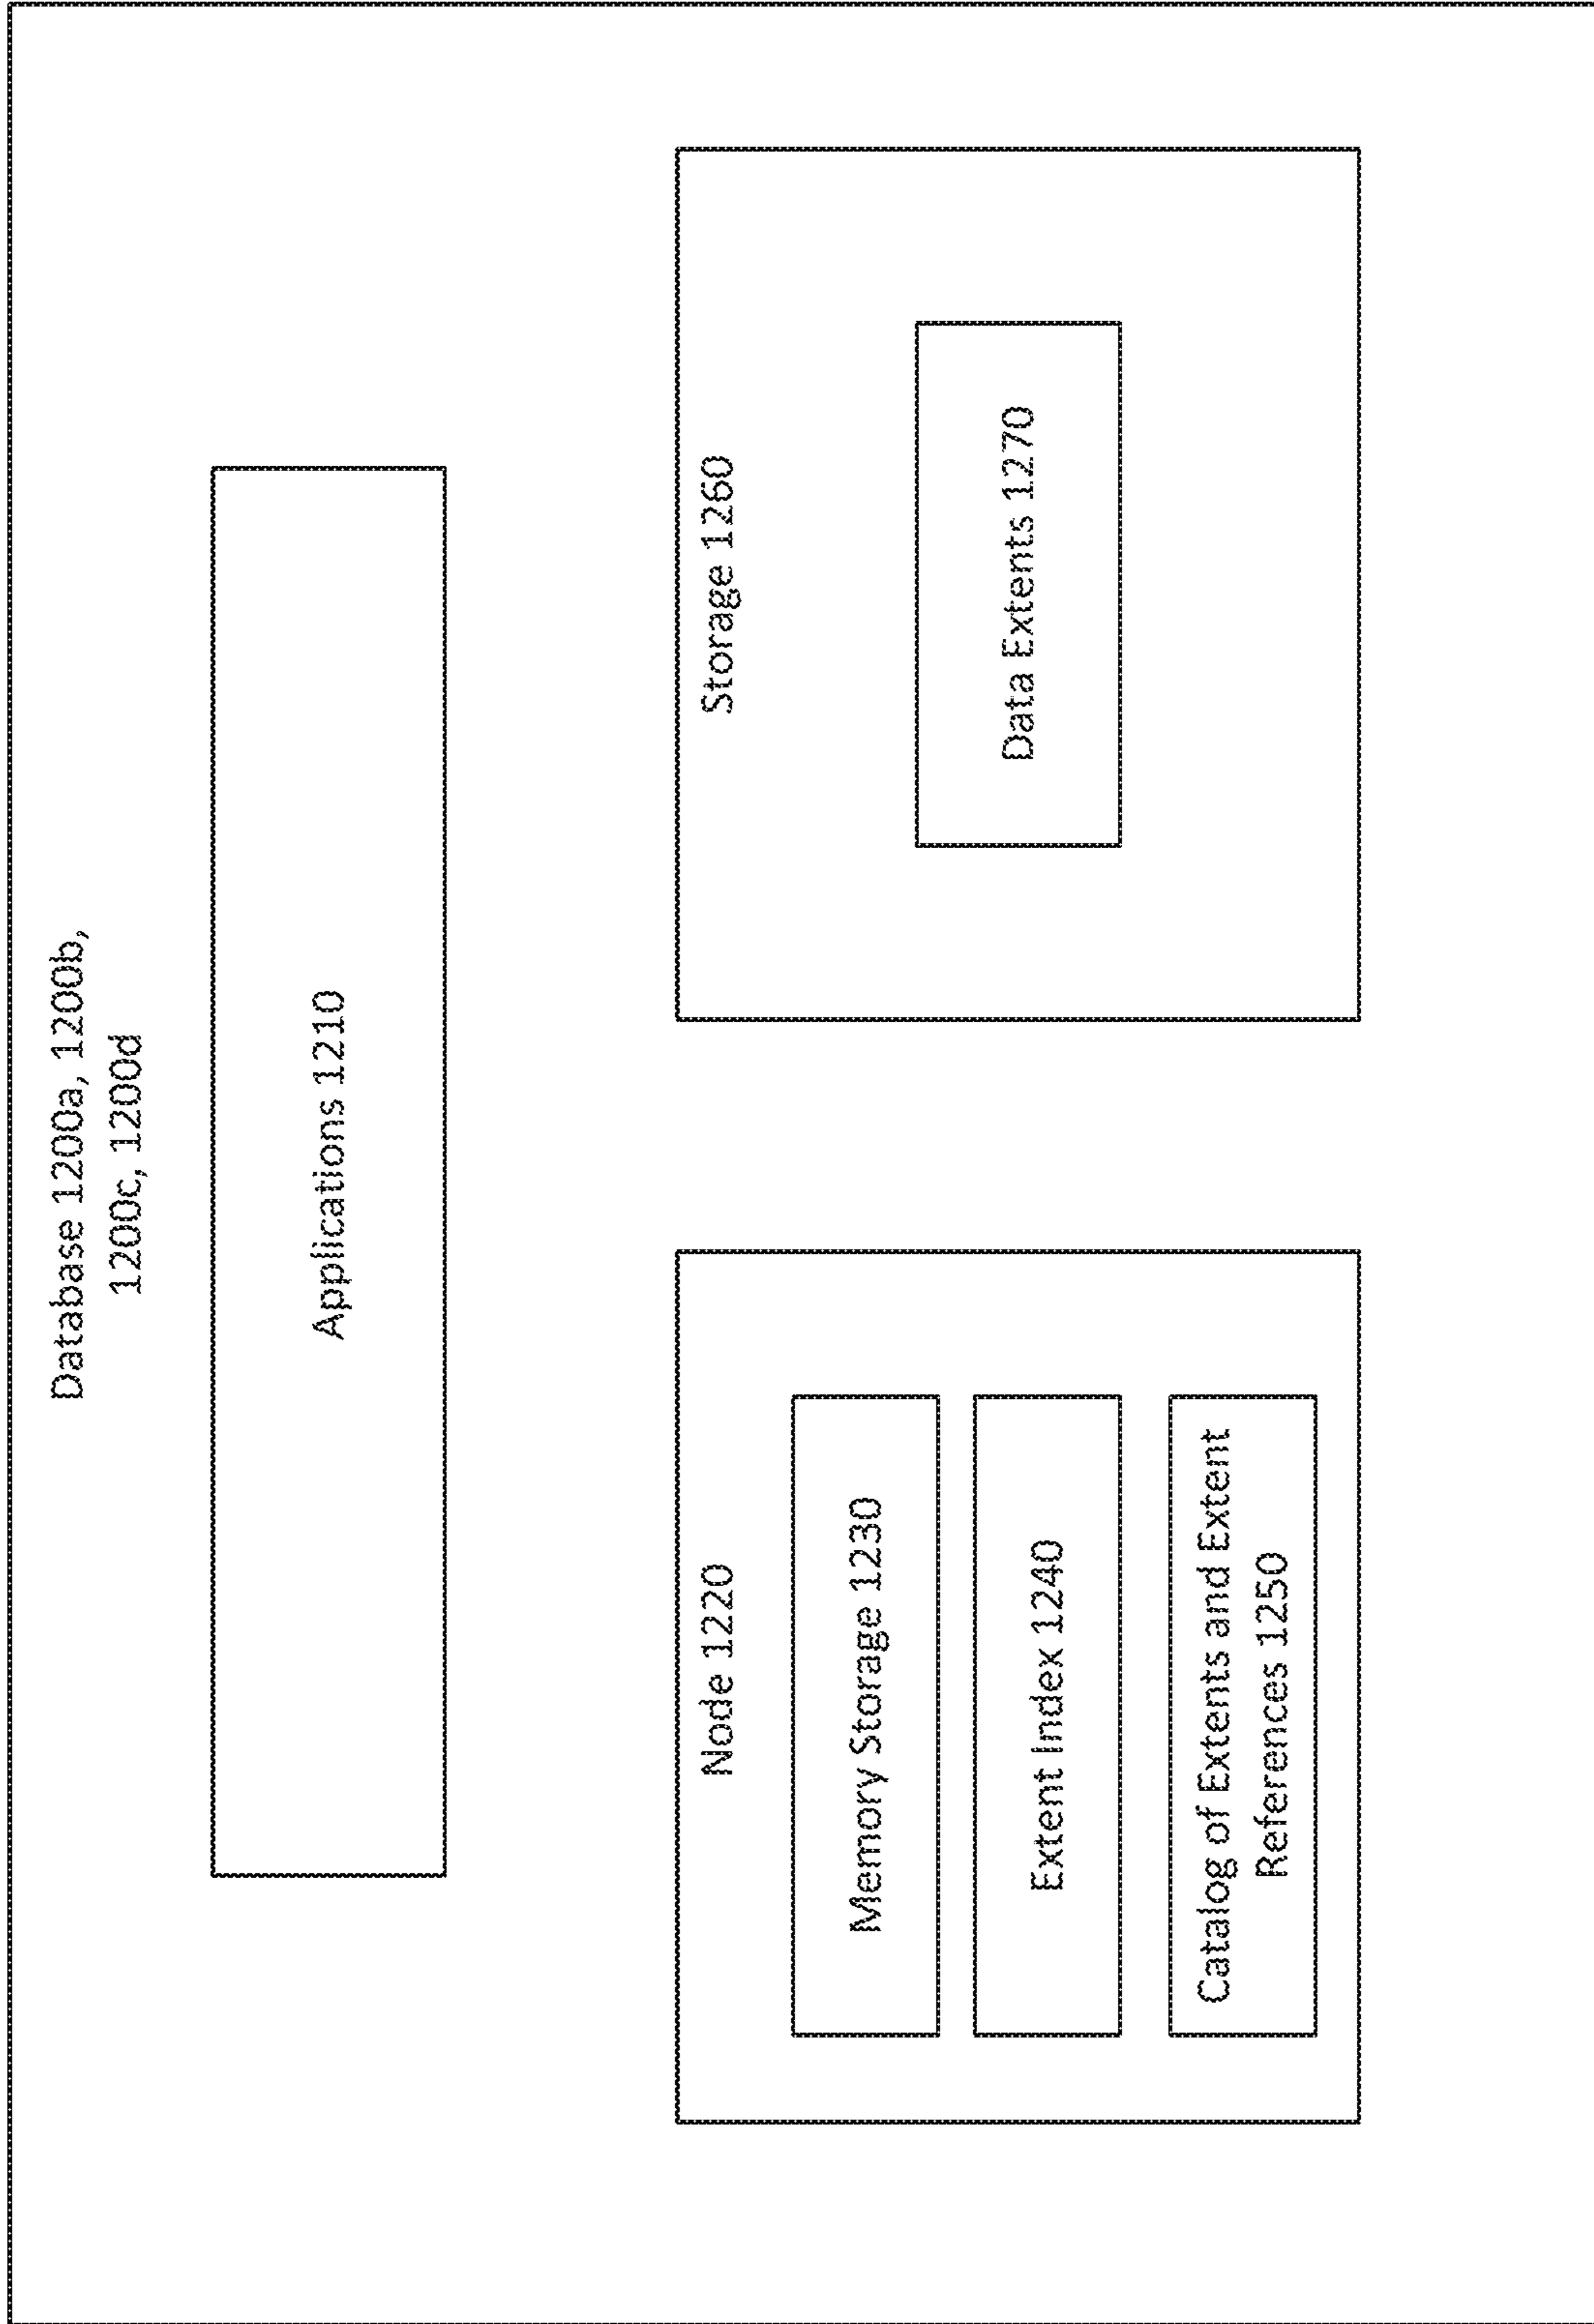 Database 1200a, 1200b,
1200c, 1200d
Applications 1210
Node 1220
Memory Storage 1230
Extent Index 1240
Catalog of Extents and Extent
References 1250
Storage 1260
Data Extents 1270